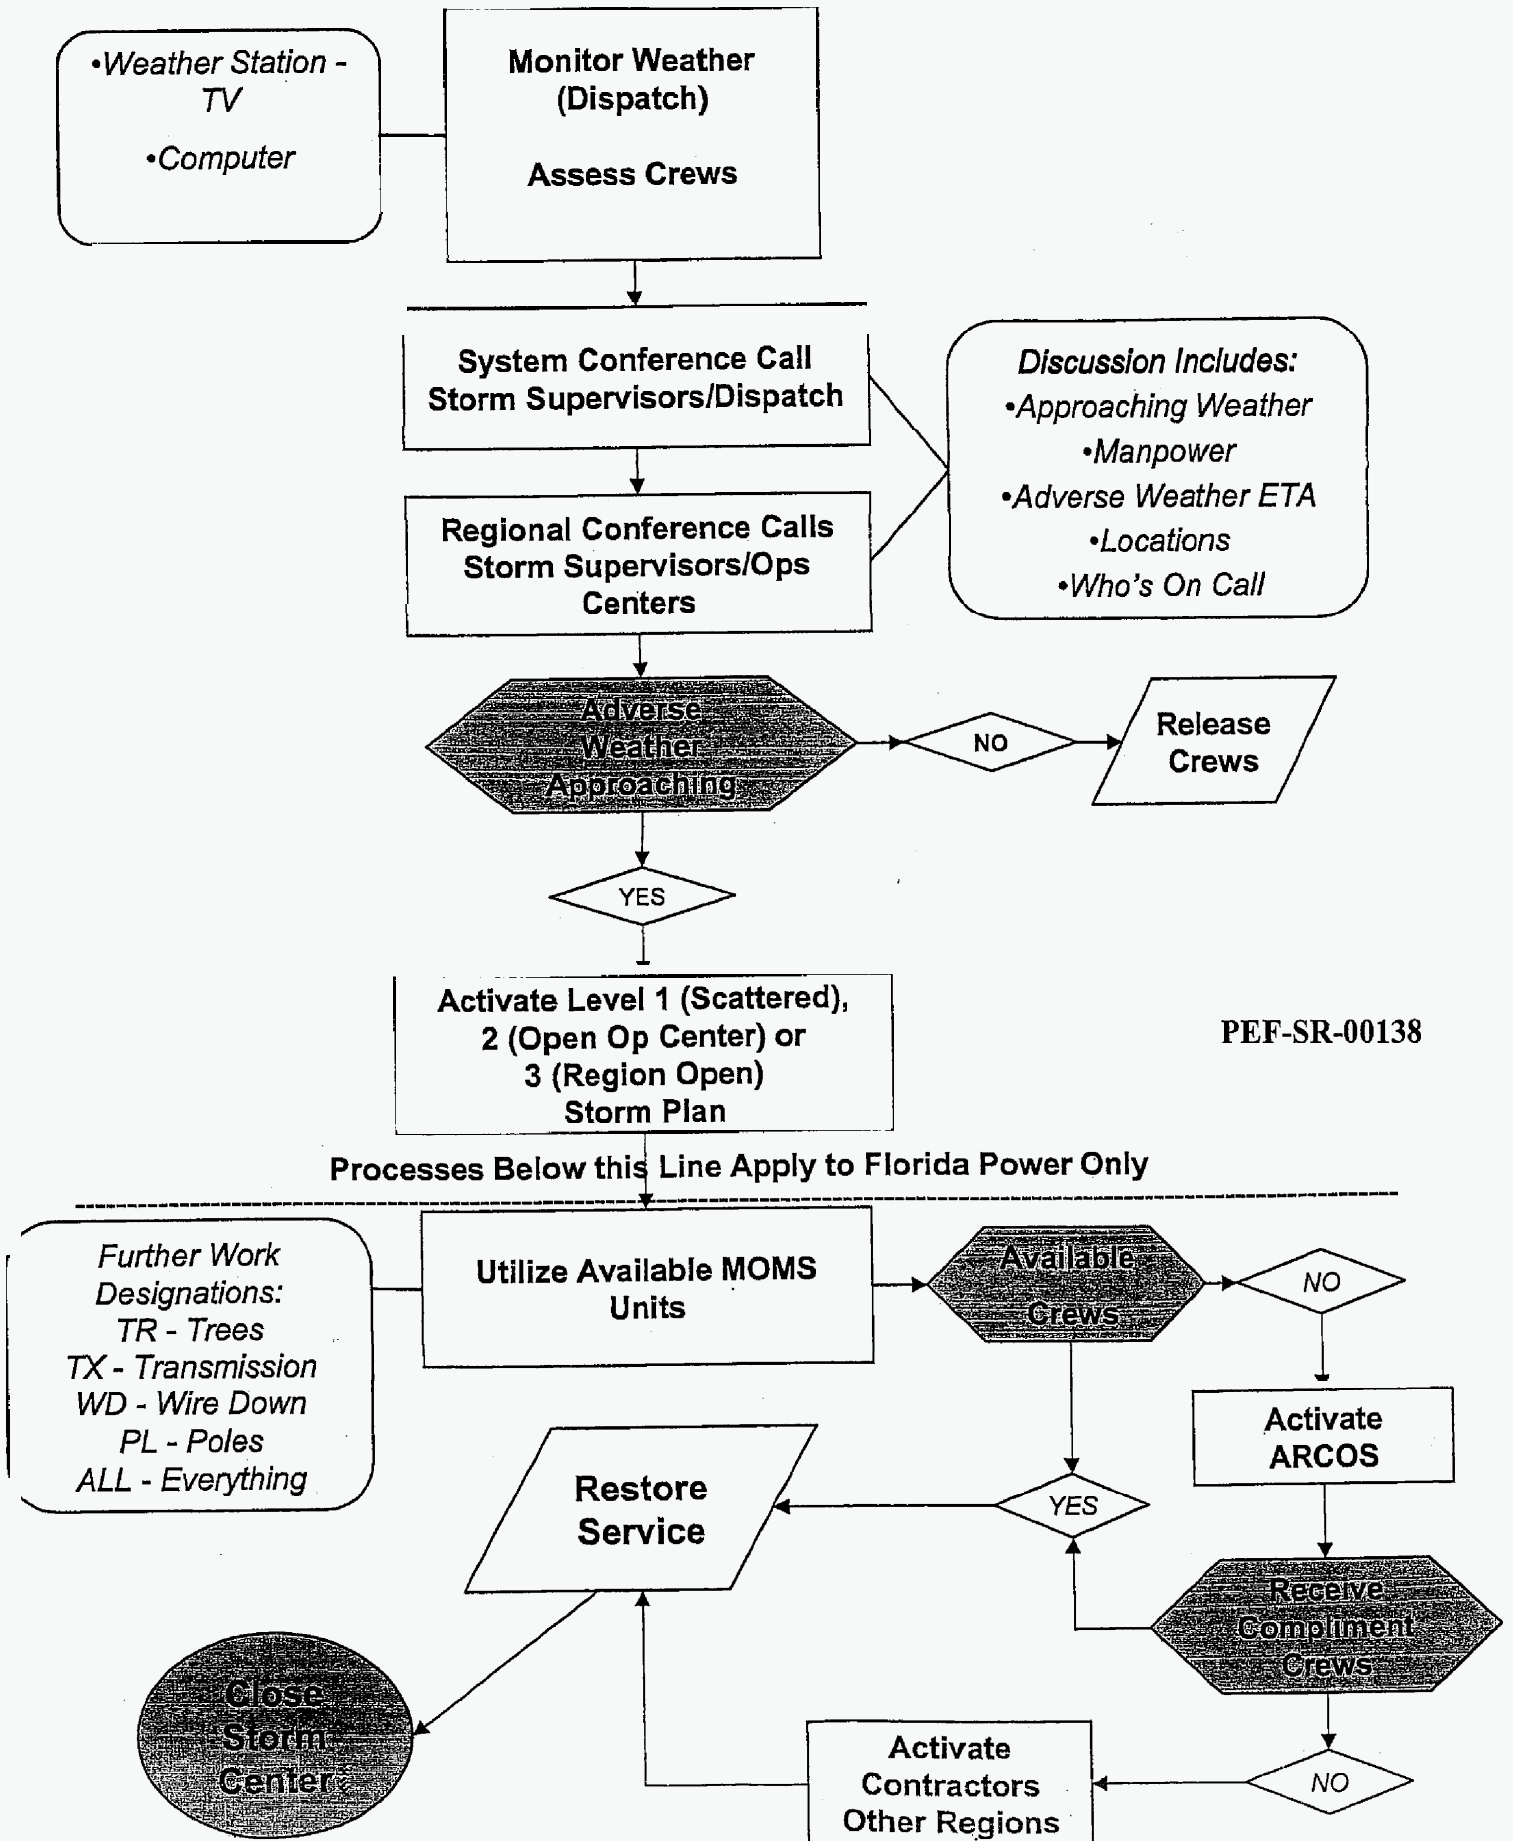 •Weather Station -
TV
•Computer
Monitor Weather
(Dispatch)
Assess Crews
System Conference Call
Storm Supervisors/Dispatch
Discussion Includes:
•Approaching Weather
•Manpower
•Adverse Weather ETA
•Locations
•Who's On Call
Regional Conference Calls
Storm Supervisors/Ops
Centers
Adverse
Weather
Approaching
NO
Release
Crews
YES
Activate Level 1 (Scattered),
2 (Open Op Center) or
3 (Region Open)
Storm Plan
PEF-SR-00138
Processes Below this Line Apply to Florida Power Only
Further Work
Designations:
TR - Trees
TX - Transmission
WD - Wire Down
PL - Poles
ALL - Everything
Utilize Available MOMS
Units
Available
Crews
NO
Activate
ARCOS
YES
Restore
Service
Receive
Compliment
Crews
NO
Activate
Contractors
Other Regions
Close
Storm
Center